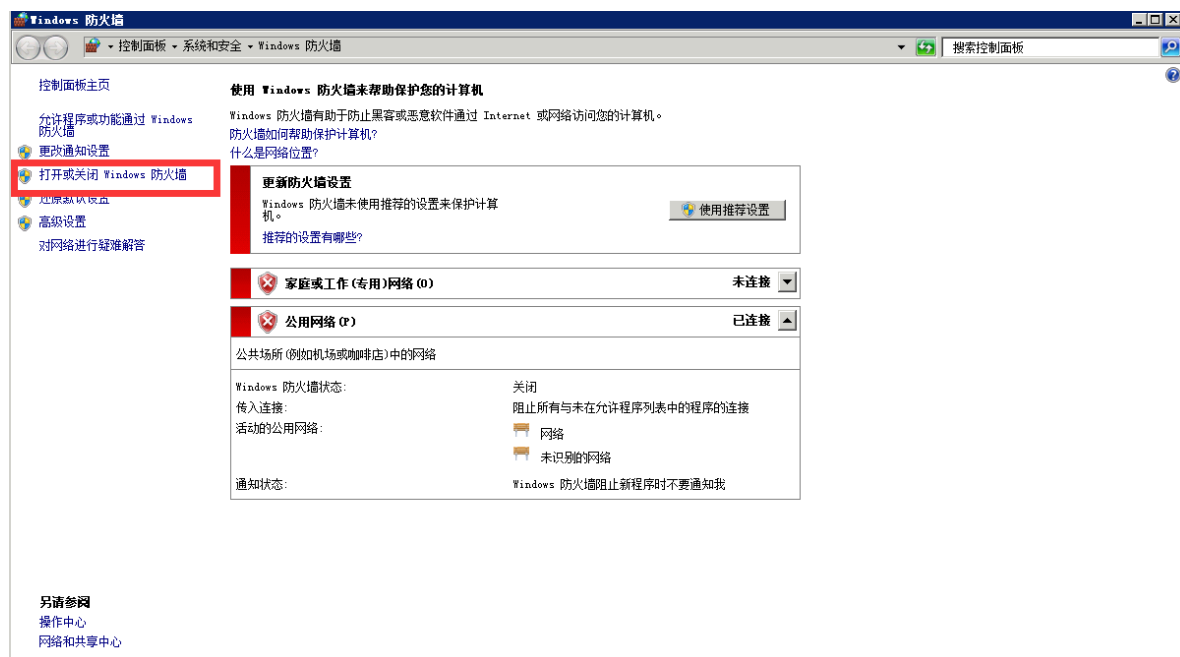 Windows 防火墙
控制面板 系统和安全 Windows 防火墙
搜索控制面板
控制面板主页
允许程序或功能通过 Windows
防火墙
更改通知设置
打开或关闭 Windows 防火墙
还原默认设置
高级设置
对网络进行疑难解答
使用 Windows 防火墙来帮助保护您的计算机
Windows 防火墙有助于防止黑客或恶意软件通过 Internet 或网络访问您的计算机。
防火墙如何帮助保护计算机?
什么是网络位置?
更新防火墙设置
Windows 防火墙未使用推荐的设置来保护计算
机。
使用推荐设置
推荐的设置有哪些?
家庭或工作(专用)网络(O) 未连接
公用网络(P) 已连接
公共场所(例如机场或咖啡店)中的网络
Windows 防火墙状态: 关闭
传入连接: 阻止所有与未在允许程序列表中的程序的连接
活动的公用网络: 网络
未识别的网络
通知状态: Windows 防火墙阻止新程序时不要通知我
另请参阅
操作中心
网络和共享中心